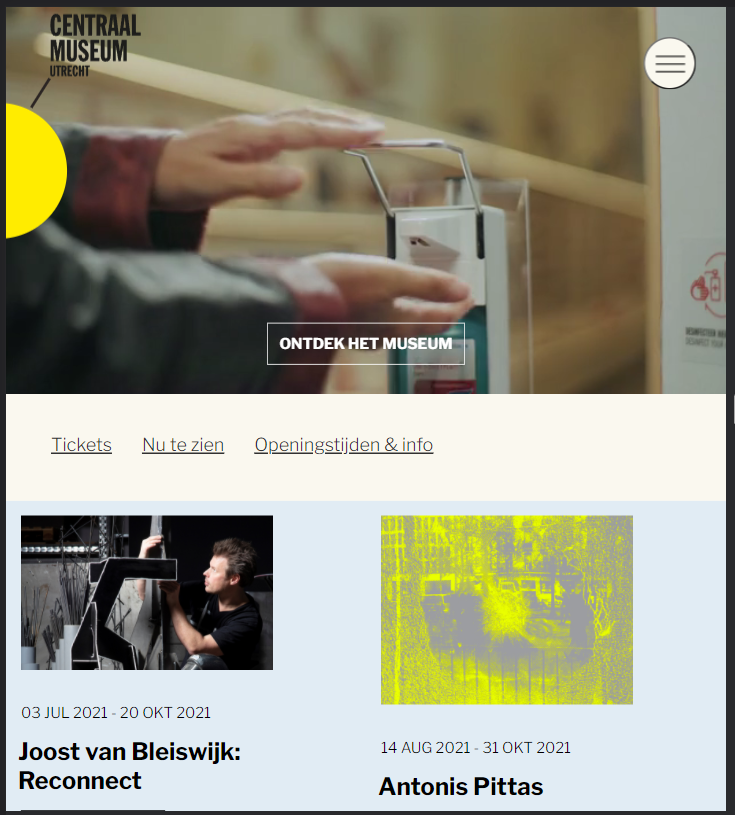 CENTRAAL
MUSEUM
UTRECHT
ONTDEK HET MUSEUM
Tickets
Nu te zien
Openingstijden & info
03 JUL 2021 - 20 OKT 2021
Joost van Bleiswijk:
Reconnect
14 AUG 2021 - 31 OKT 2021
Antonis Pittas